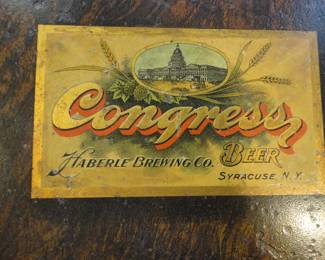 Congress
HABERLE BREWING CO. BEER
SYRACUSE N.Y.